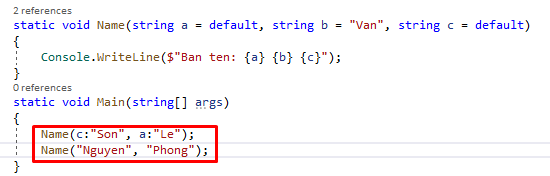 2 references
static void Name(string a = default, string b = "Van", string c = default)
{
Console.WriteLine($"Ban ten: {a} {b} {c}");
}
0 references
static void Main(string[] args)
{
Name(c:"Son", a:"Le");
Name("Nguyen", "Phong");
}